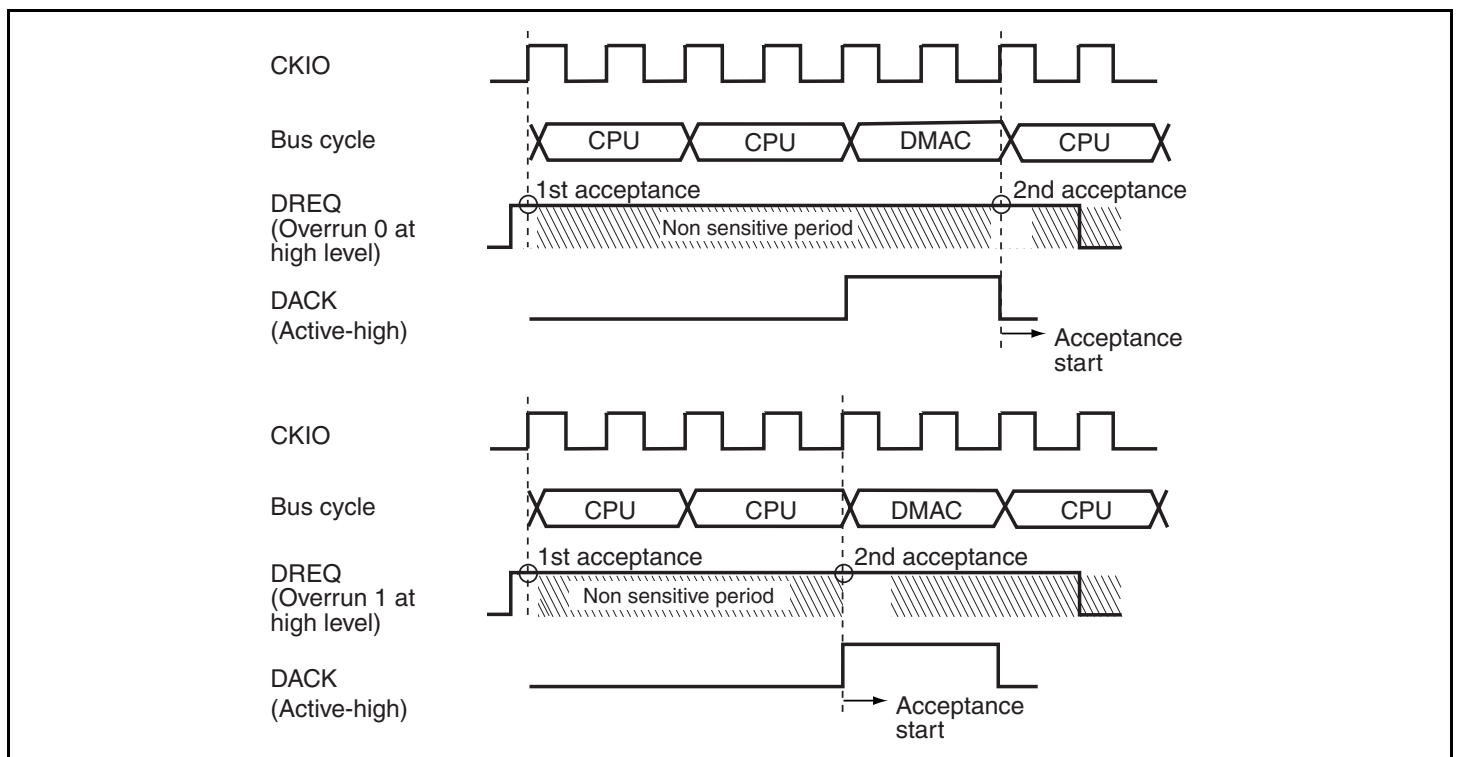 CKIO
Bus cycle
CPU
CPU
DMAC
CPU
DREQ
(Overrun 0 at
high level)
1st acceptance
2nd acceptance
Non sensitive period
DACK
(Active-high)
Acceptance
start
CKIO
Bus cycle
CPU
CPU
DMAC
CPU
DREQ
(Overrun 1 at
high level)
1st acceptance
2nd acceptance
Non sensitive period
DACK
(Active-high)
Acceptance
start